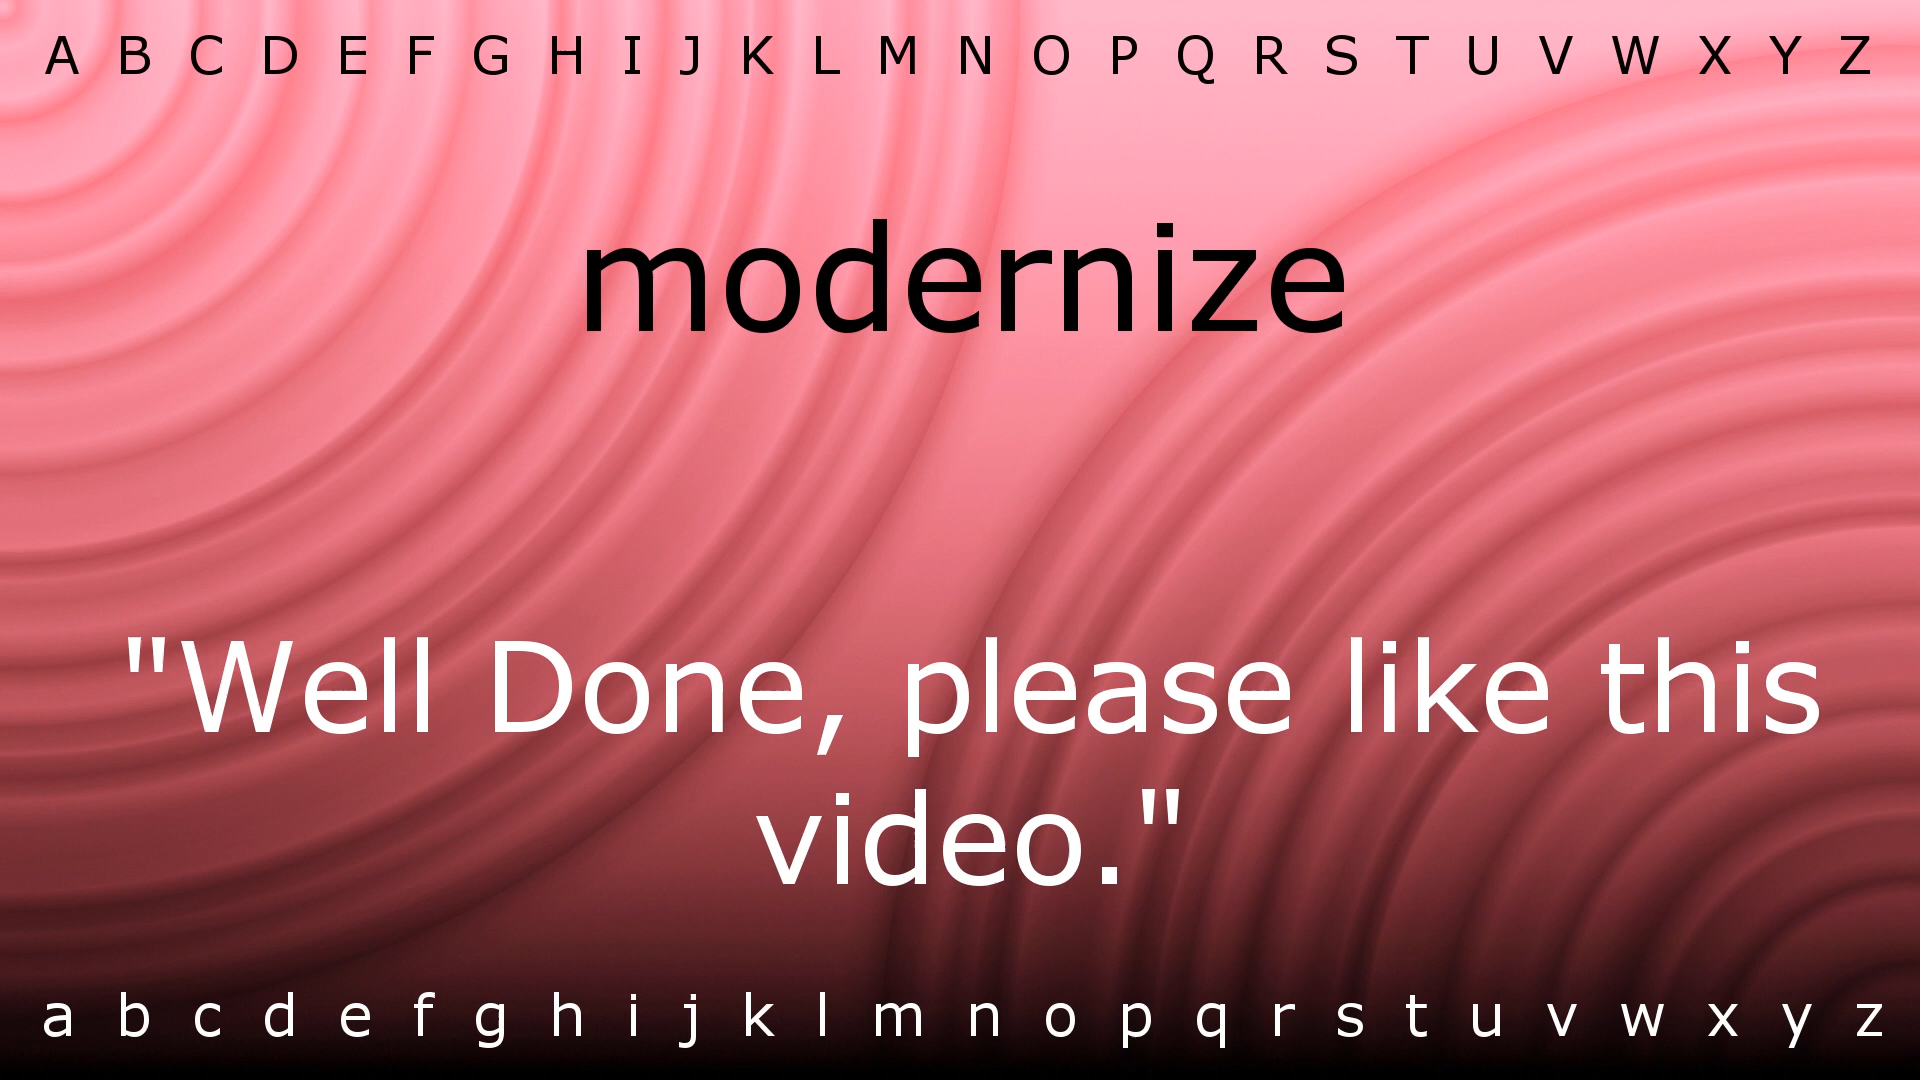 A B C D E F G H I J K L M N O P Q R S T U V W X Y Z
modernize
"Well Done, please like this
video."
a b c d e f g h i j k l m n o p q r s t u v w x y z